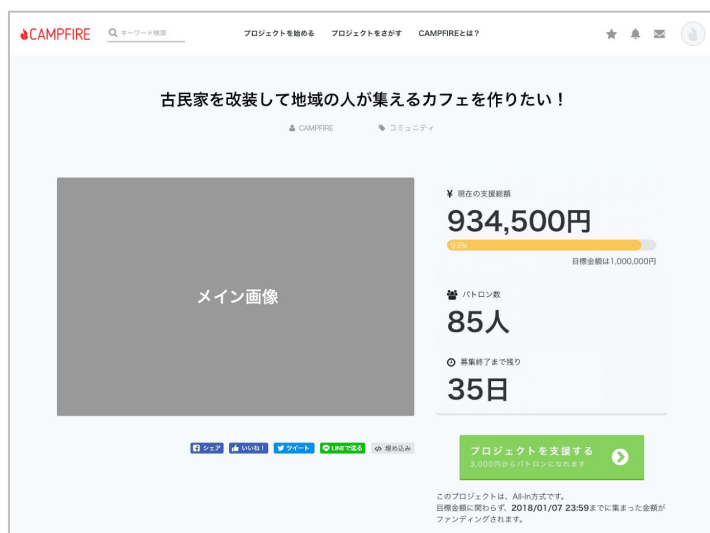 CAMPFIRE
キーワード検索
プロジェクトを始める
プロジェクトをさがす
CAMPFIREとは？
古民家を改装して地域の人が集えるカフェを作りたい！
CAMPFIRE
コミュニティ
メイン画像
¥ 現在の支援総額
934,500円
93%
目標金額は1,000,000円
パトロン数
85人
募集終了まで残り
35日
シェア
いいね！
ツイート
LINEで送る
</> 埋め込み
プロジェクトを支援する
3,000円からパトロンになれます
このプロジェクトは、All-In方式です。
目標金額に関わらず、2018/01/07 23:59までに集まった金額が
ファンディングされます。